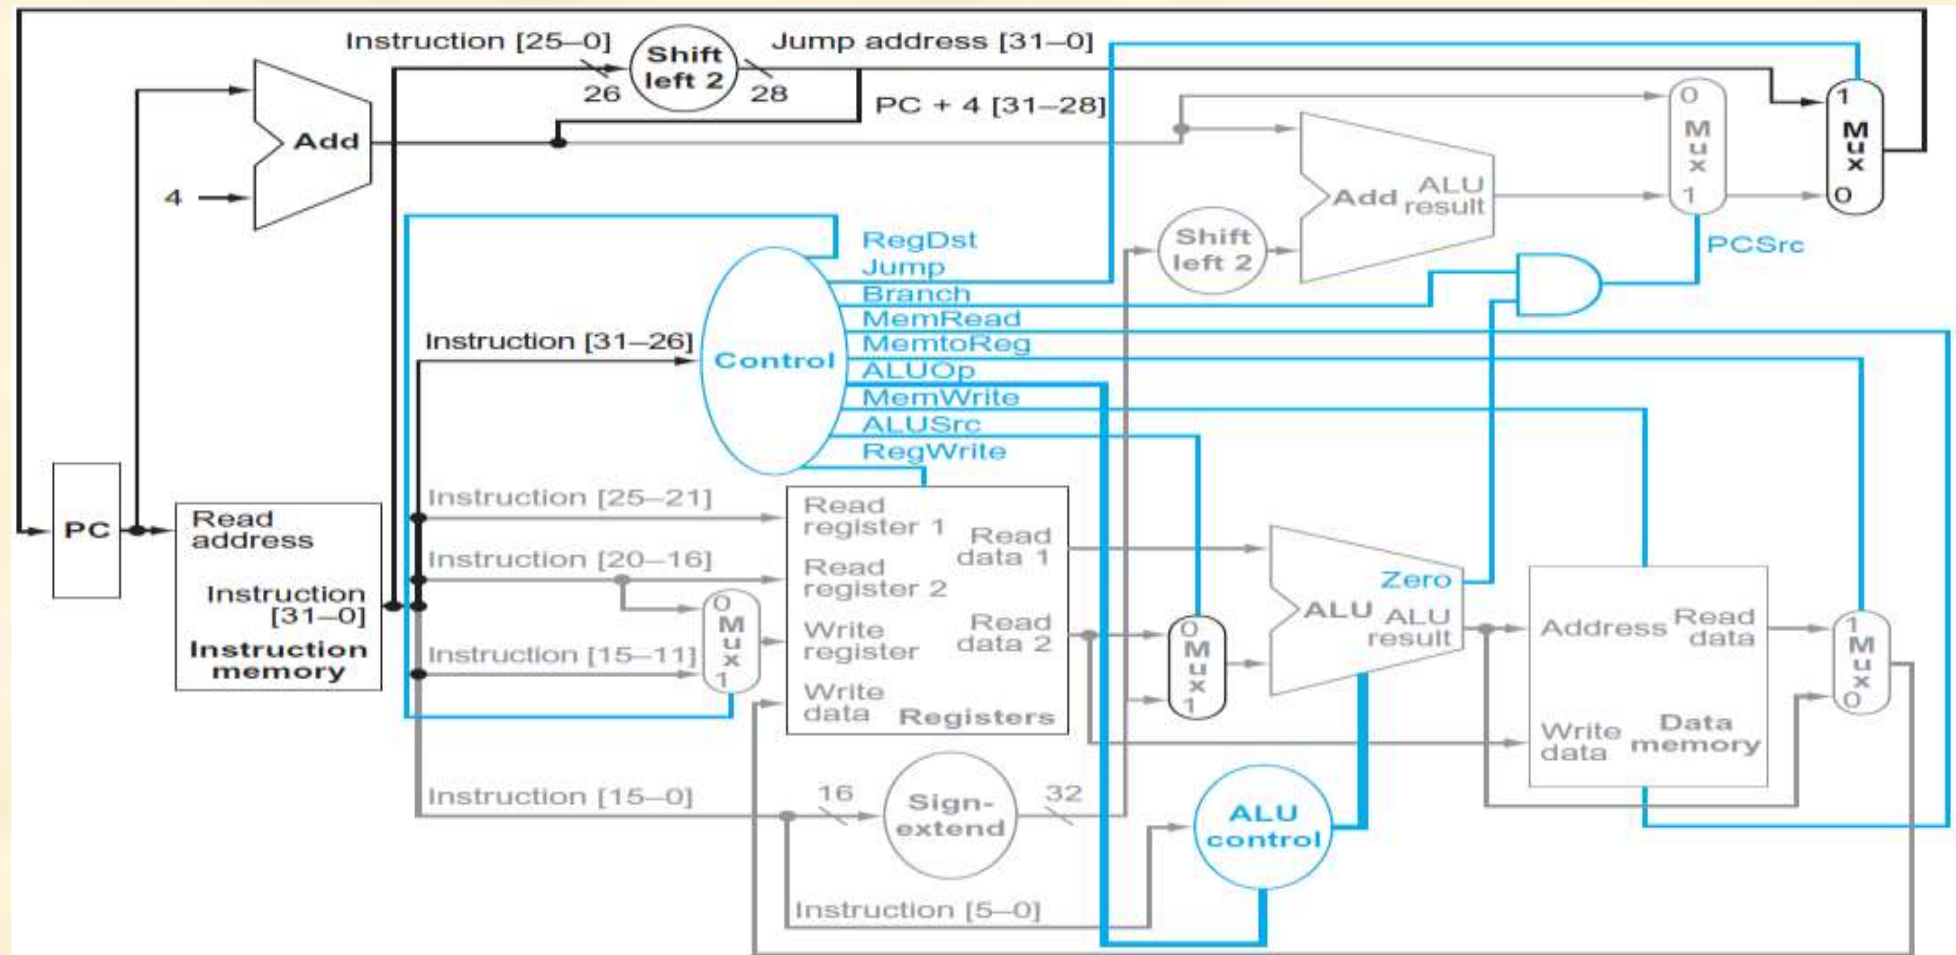 Instruction [25–0]
Shift
left 2
Jump address [31–0]
26
28
PC + 4 [31–28]
Add
4
0
M
u
x
1
1
M
u
x
0
Add
ALU
result
Shift
left 2
PCSrc
RegDst
Jump
Branch
MemRead
MemtoReg
ALUOp
MemWrite
ALUSrc
RegWrite
Instruction [31–26]
Control
PC
Read
address
Instruction
[31–0]
Instruction
memory
Instruction [25–21]
Instruction [20–16]
Instruction [15–11]
0
M
u
x
1
Read
register 1
Read
register 2
Write
register
Write
data
Read
data 1
Read
data 2
Registers
0
M
u
x
1
Zero
ALU
ALU
result
Address
Read
data
Write
data
Data
memory
1
M
u
x
0
Instruction [15–0]
16
Sign-
extend
32
ALU
control
Instruction [5–0]